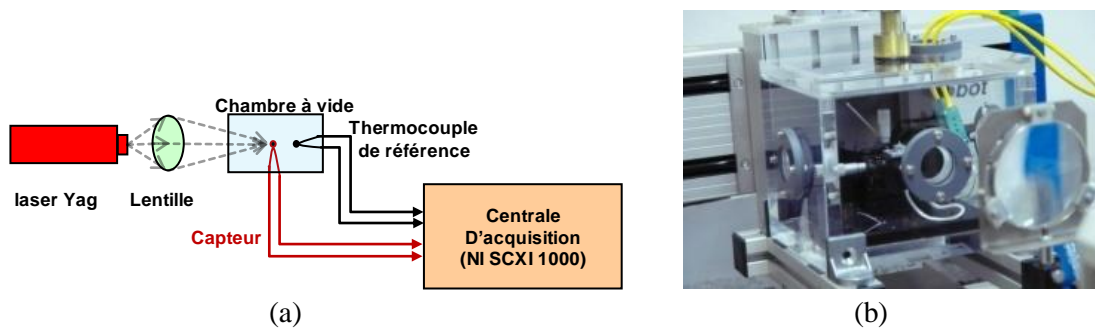 Chambre à vide
Thermocouple
de référence
laser Yag
Lentille
Capteur
Centrale
D'acquisition
(NI SCXI 1000)
(a)
(b)